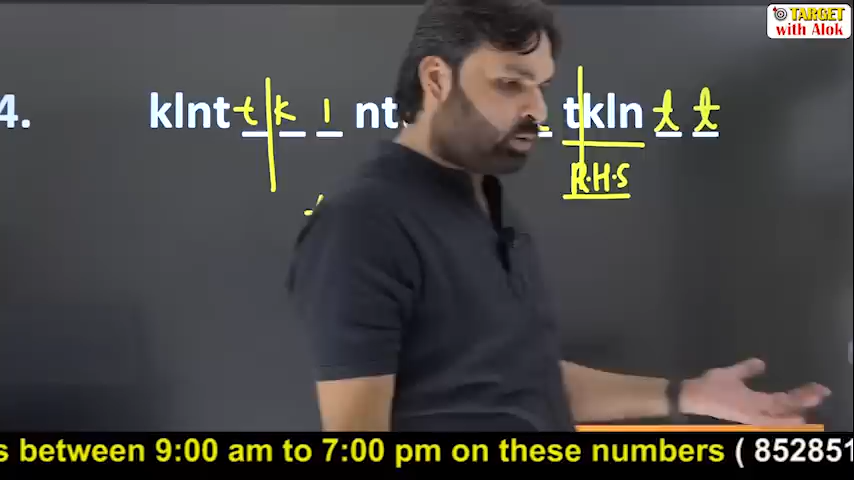 TARGET
with Alok
4. klnt t k l nt tkln t t
R.H.S
s between 9:00 am to 7:00 pm on these numbers ( 852851